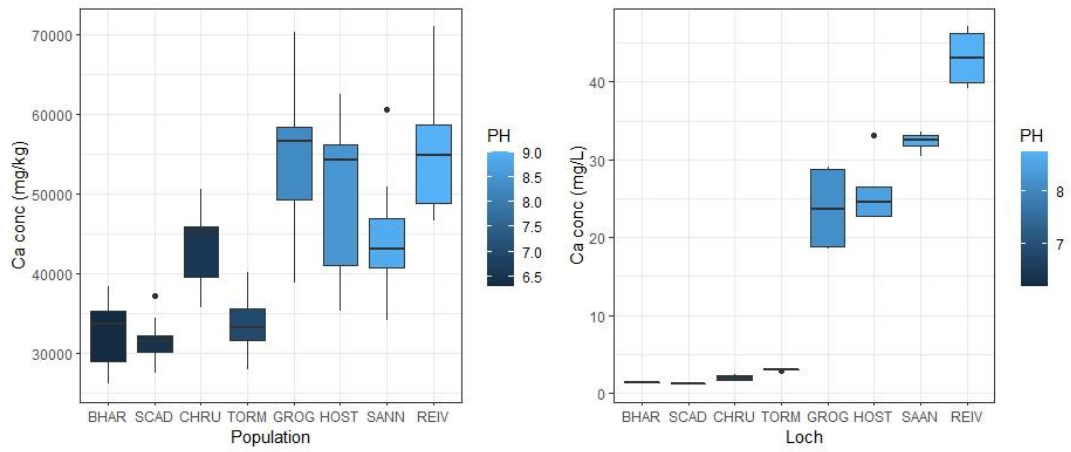 Ca conc (mg/kg)
70000
60000
50000
40000
30000
BHAR SCAD CHRU TORM GROG HOST SANN REIV
Population
PH
9.0
8.5
8.0
7.5
7.0
6.5
Ca conc (mg/L)
40
30
20
10
0
BHAR SCAD CHRU TORM GROG HOST SAAN REIV
Loch
PH
8
7